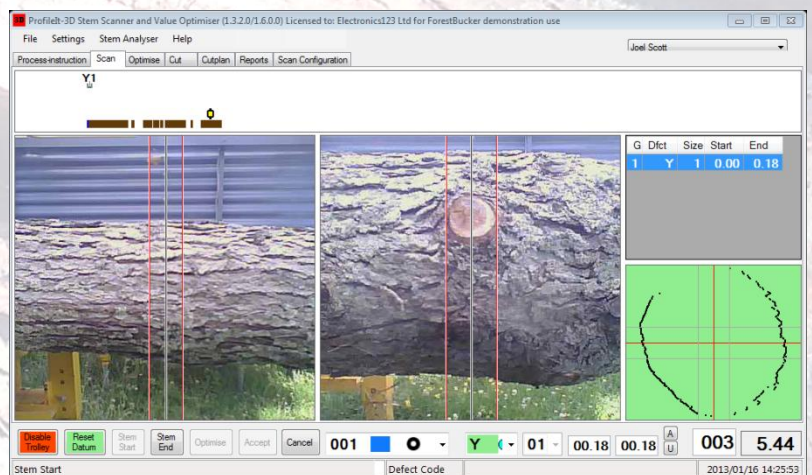 3D ProfileIt-3D Stem Scanner and Value Optimiser (1.3.2.0/1.6.0.0) Licensed to: Electronics123 Ltd for ForestBucker demonstration use
File Settings Stem Analyser Help
Joel Scott
Process-instruction Scan Optimise Cut Cutplan Reports Scan Configuration
Y1
G Dfct Size Start End
1 Y 1 0.00 0.18
Disable Trolley Reset Datum Stem Start Stem End Optimise Accept Cancel 001 Y 01 00.18 00.18 A U 003 5.44
Stem Start Defect Code 2013/01/16 14:25:53